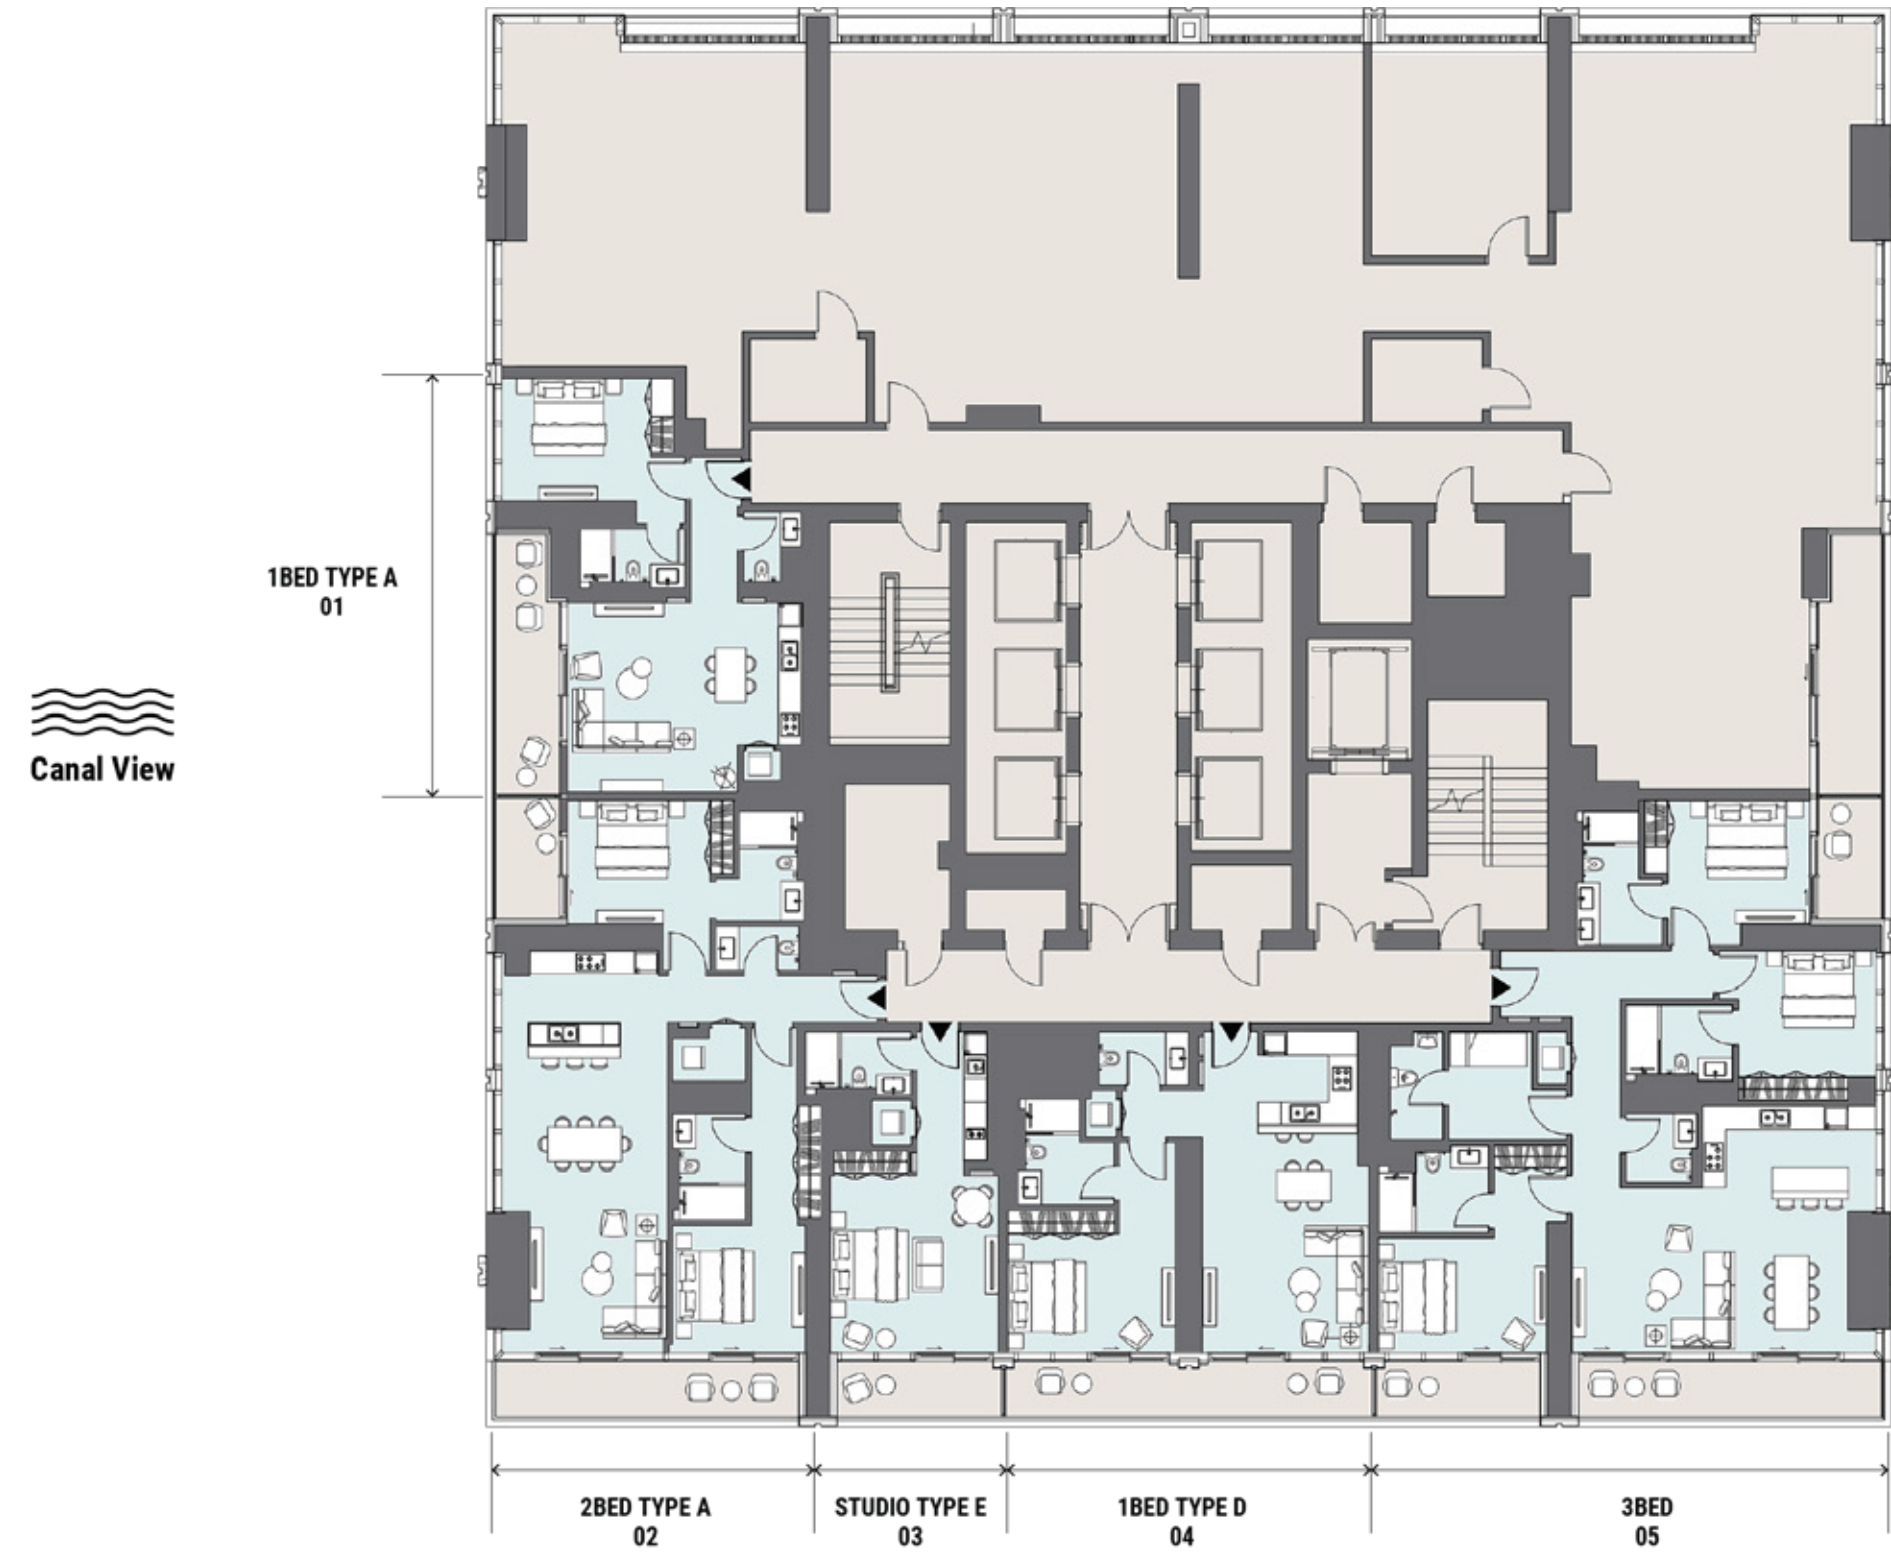 1BED TYPE A
01
Canal View
2BED TYPE A
02
STUDIO TYPE E
03
1BED TYPE D
04
3BED
05